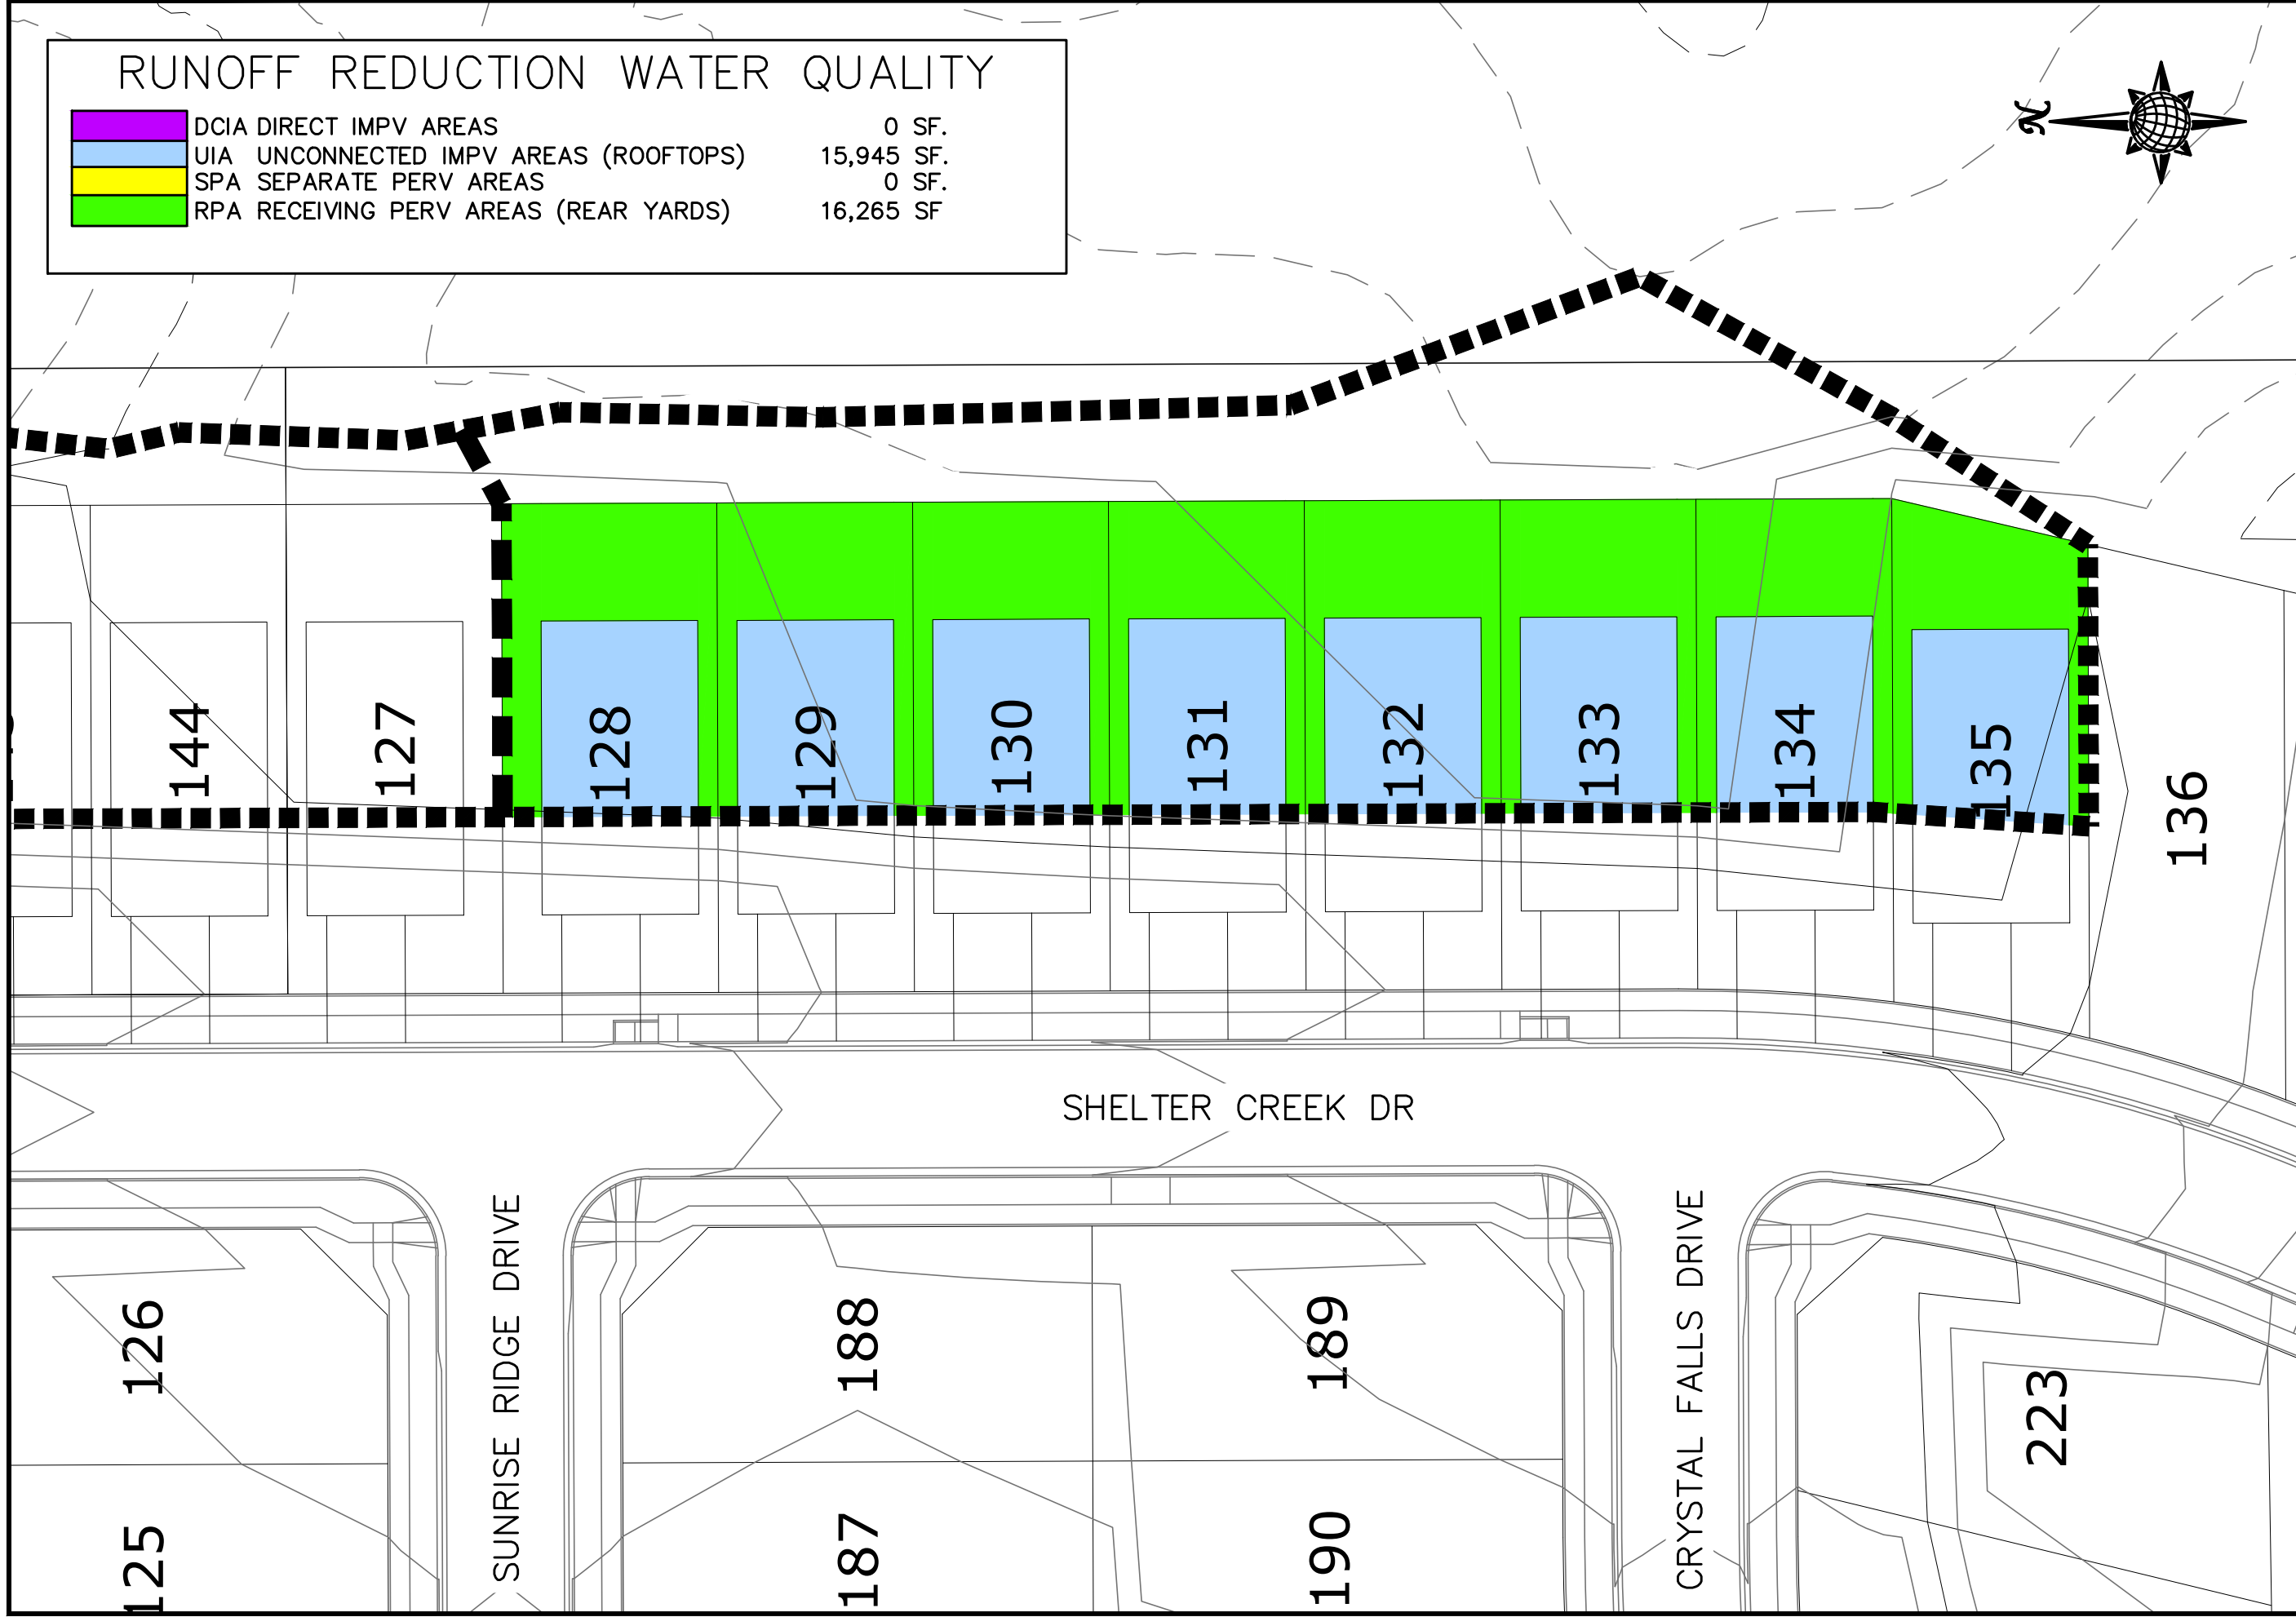 RUNOFF REDUCTION WATER QUALITY
DCIA DIRECT IMPV AREAS 0 SF.
UIA UNCONNECTED IMPV AREAS (ROOFTOPS) 15,945 SF.
SPA SEPARATE PERV AREAS 0 SF.
RPA RECEIVING PERV AREAS (REAR YARDS) 16,265 SF
N
144
127
128
129
130
131
132
133
134
135
136
SHELTER CREEK DR
SUNRISE RIDGE DRIVE
CRYSTAL FALLS DRIVE
126
188
189
223
125
187
190